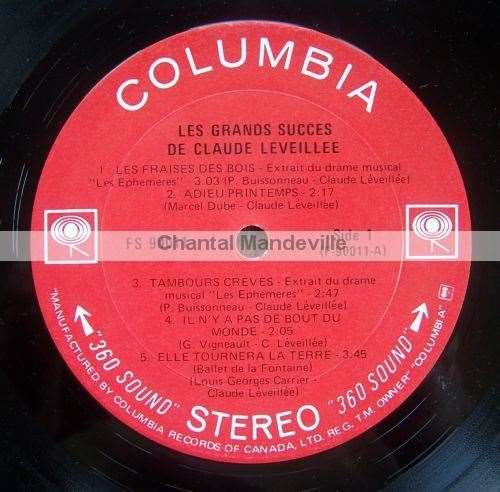 COLUMBIA
LES GRANDS SUCCES
DE CLAUDE LEVEILLEE
1. LES FRAISES DES BOIS - Extrait du drame musical
"Les Ephemeres" - 3:03 (P. Buissonneau - Claude Léveillée)
2. ADIEU PRINTEMPS - 2:17
(Marcel Dube - Claude Léveillée)
FS
Side 1
Chantal Mandeville
(F-90011-A)
3. TAMBOURS CREVES - Extrait du drame
musical "Les Ephemeres" - 2:47
(P. Buissonneau - Claude Léveillée)
4. IL N'Y A PAS DE BOUT DU
MONDE - 2:05
(G. Vigneault - C. Léveillée)
5. ELLE TOURNERA LA TERRE - 3:45
(Ballet de la Fontaine)
(Louis Georges Carrier -
Claude Léveillée)
"360 SOUND" STEREO "360 SOUND"
"MANUFACTURED BY COLUMBIA RECORDS OF CANADA, LTD. REG. T.M. OWNER "COLUMBIA"